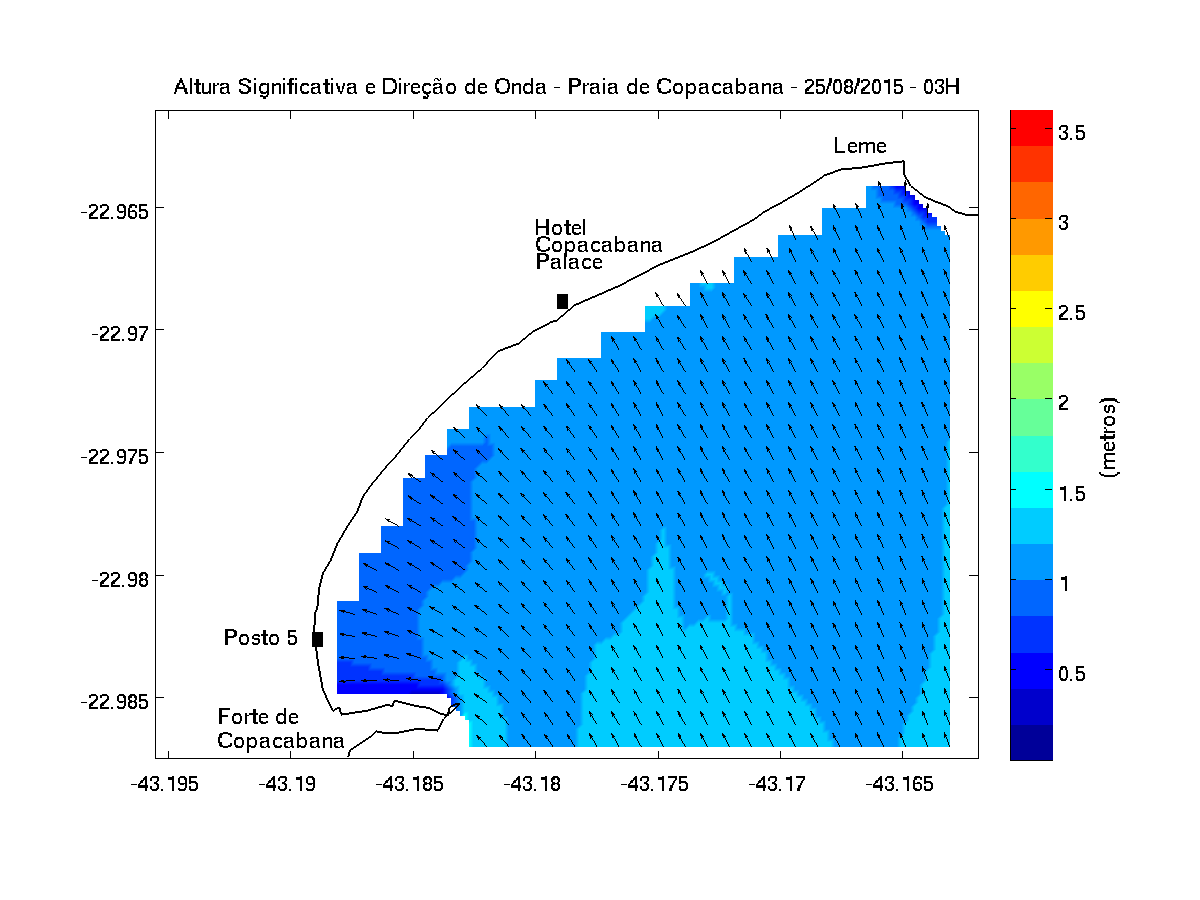 Altura Significativa e Direção de Onda - Praia de Copacabana - 25/08/2015 - 03H
Leme
Hotel
Copacabana
Palace
Posto 5
Forte de
Copacabana
-22.965
-22.97
-22.975
-22.98
-22.985
-43.195
-43.19
-43.185
-43.18
-43.175
-43.17
-43.165
3.5
3
2.5
2
1.5
1
0.5
(metros)